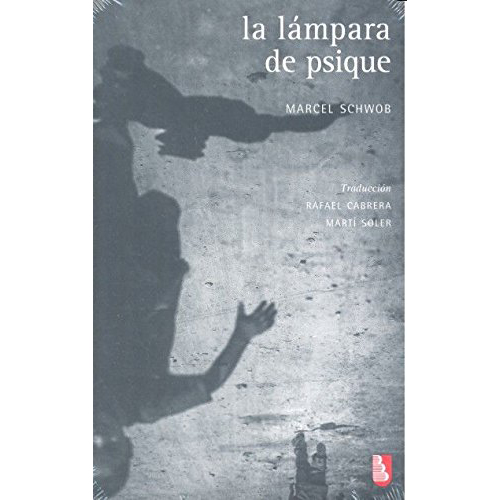 la lámpara
de psique
MARCEL SCHWOB
Traducción
RAFAEL CABRERA
MARTÍ SOLER
B